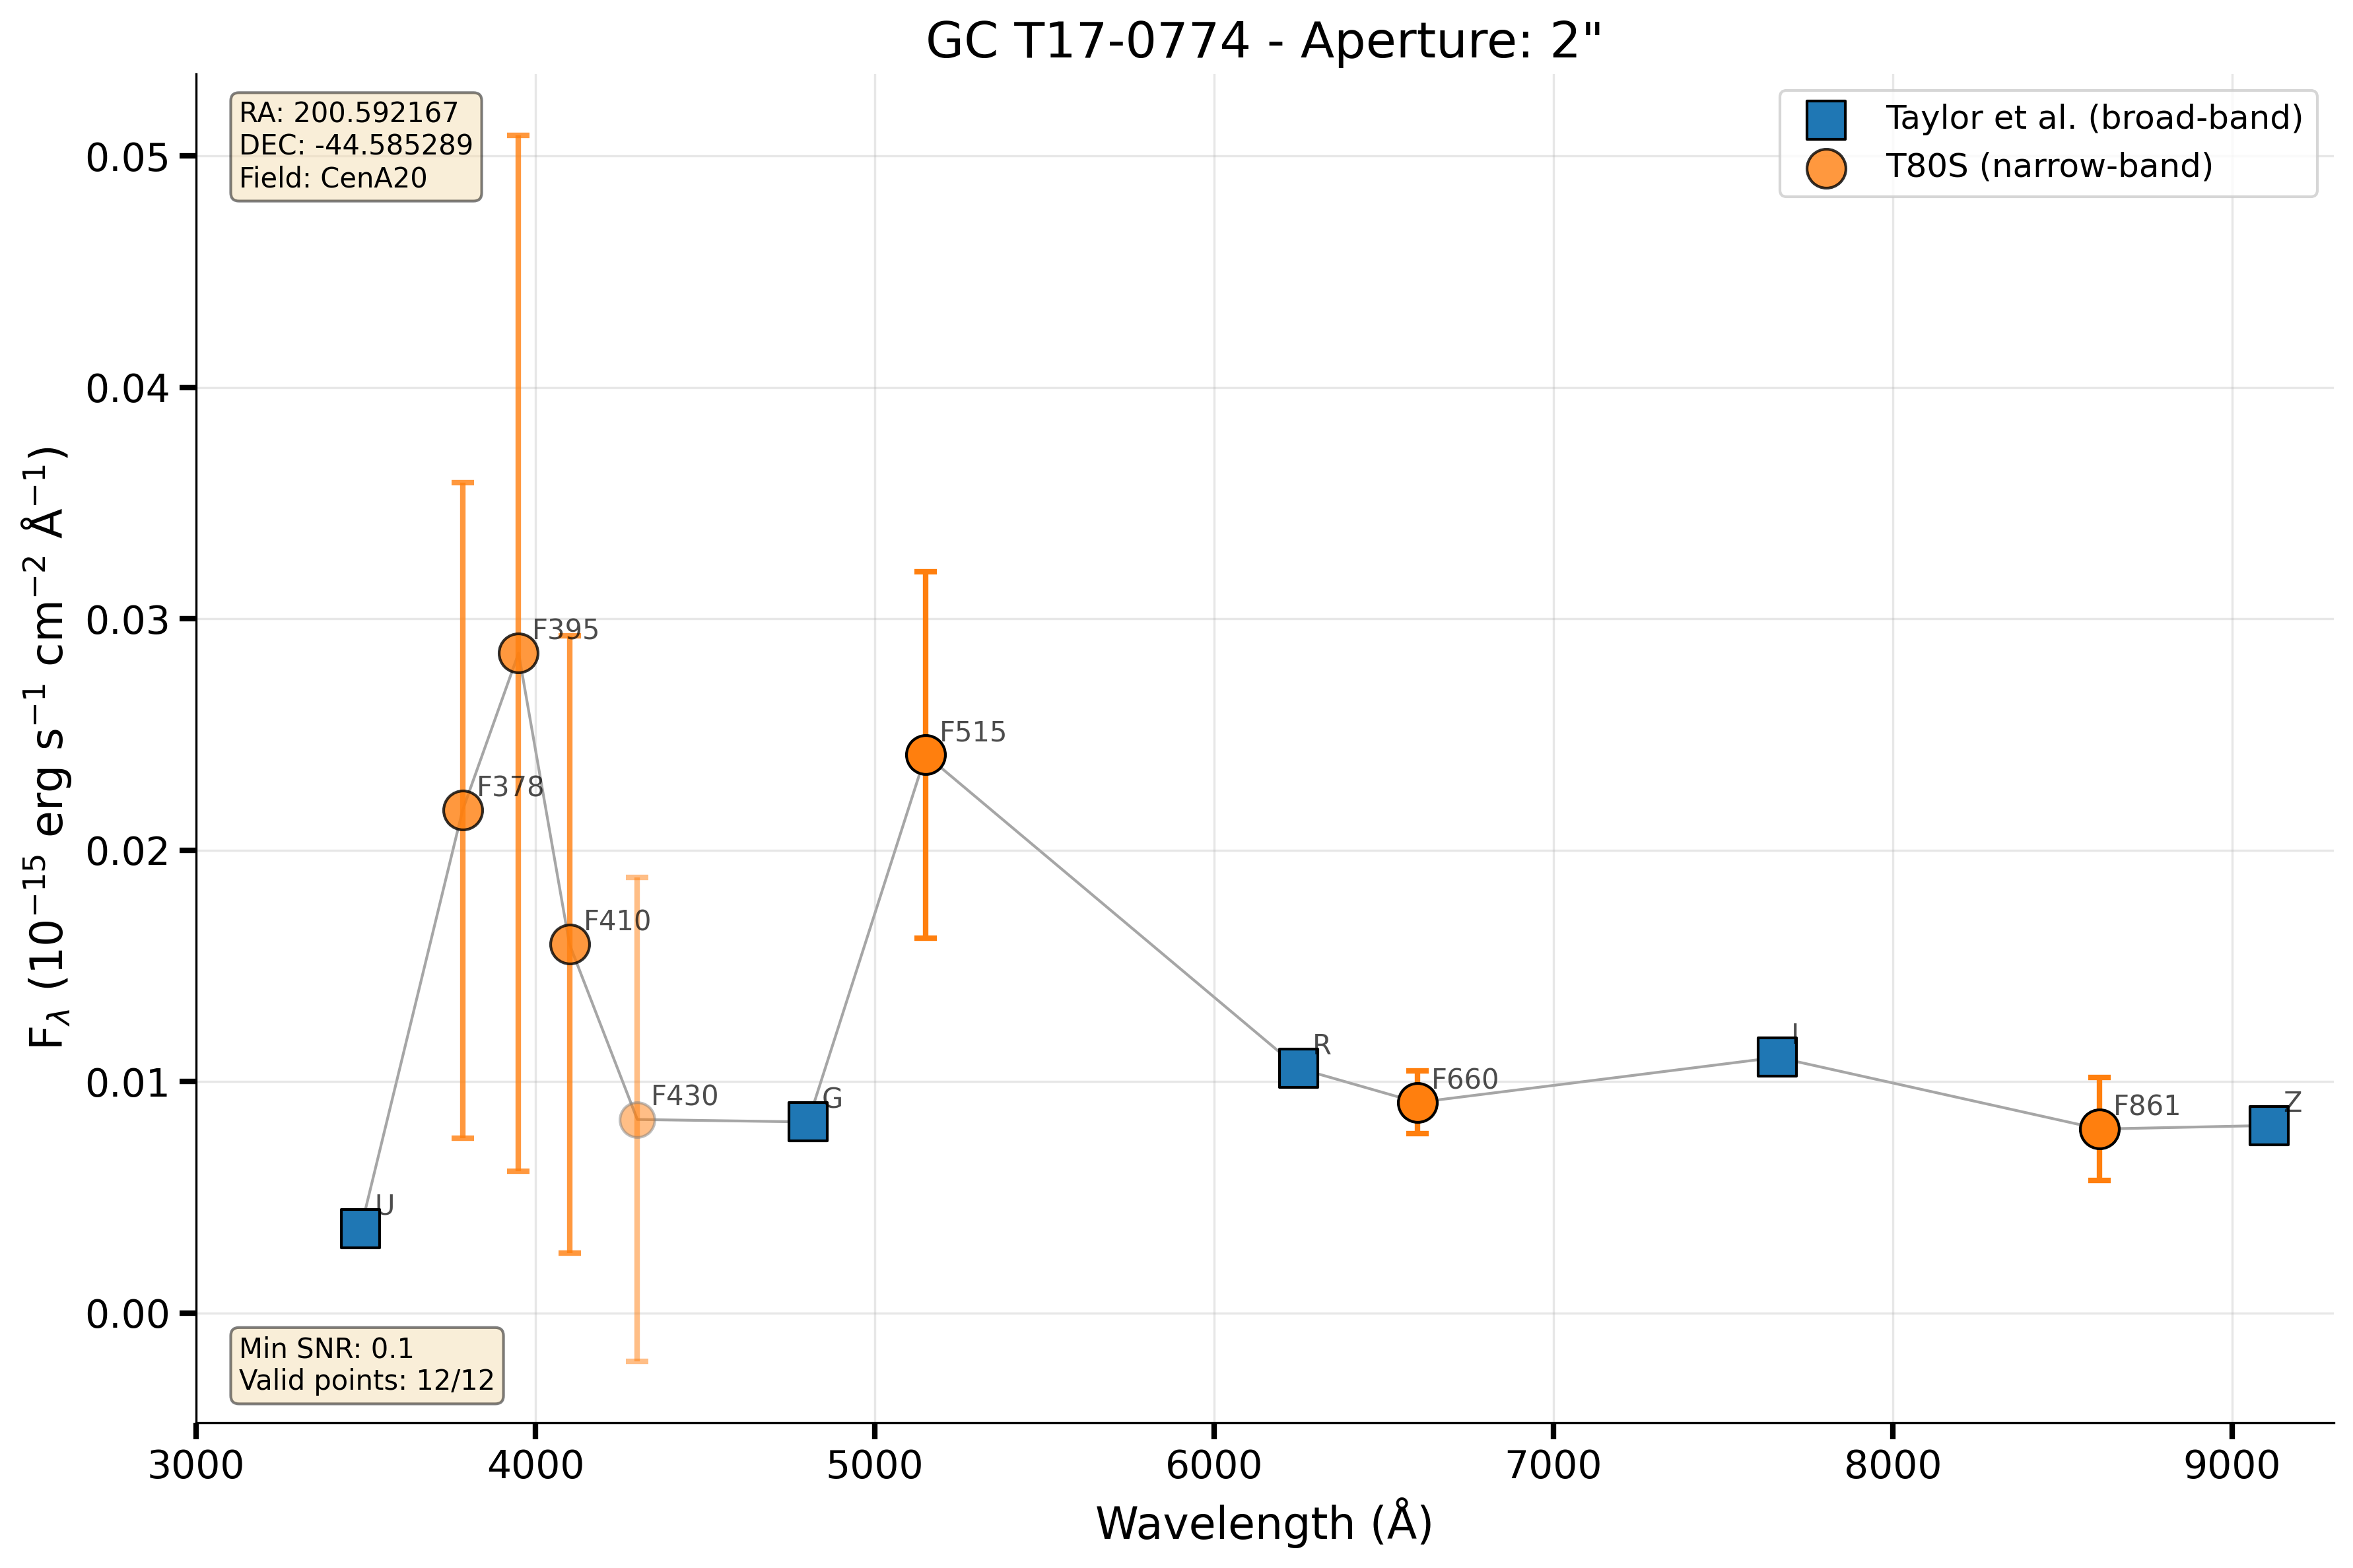 GC T17-0774 - Aperture: 2"
RA: 200.592167
DEC: -44.585289
Field: CenA20
Taylor et al. (broad-band)
T80S (narrow-band)
0.05
0.04
0.03
0.02
0.01
0.00
F$_λ$ (10$^{−15}$ erg s$^{−1}$ cm$^{−2}$ Å$^{−1}$)
F395
F378
F515
F410
F430
G
R
F660
I
F861
Z
U
Min SNR: 0.1
Valid points: 12/12
3000 4000 5000 6000 7000 8000 9000
Wavelength (Å)